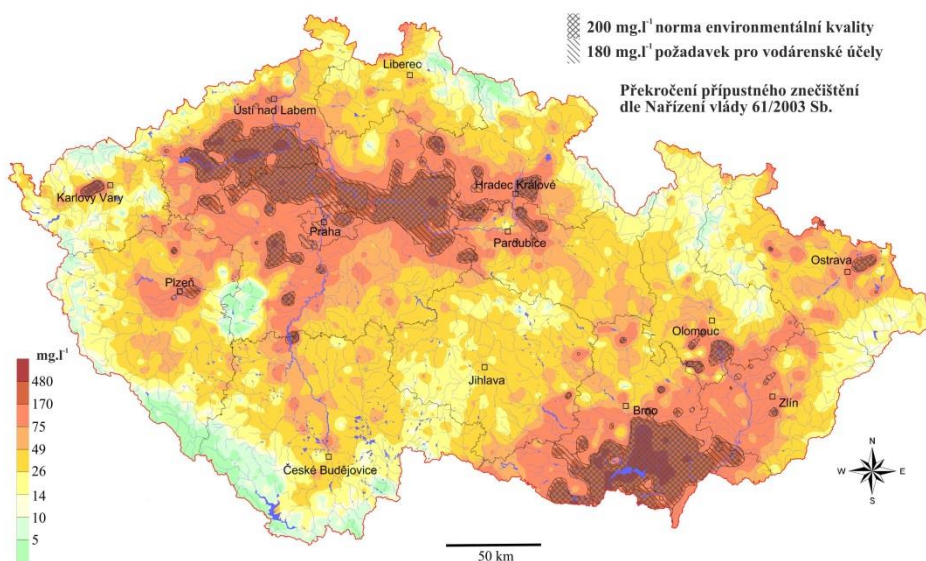 200 mg.l⁻¹ norma environmentální kvality
180 mg.l⁻¹ požadavek pro vodárenské účely
Překročení přípustného znečištění
dle Nařízení vlády 61/2003 Sb.
Liberec
Ústí nad Labem
Karlovy Vary
Hradec Králové
Praha
Pardubice
Plzeň
Ostrava
Olomouc
Jihlava
Zlín
Brno
České Budějovice
mg.l⁻¹
480
170
75
49
26
14
10
5
N
W E
S
50 km